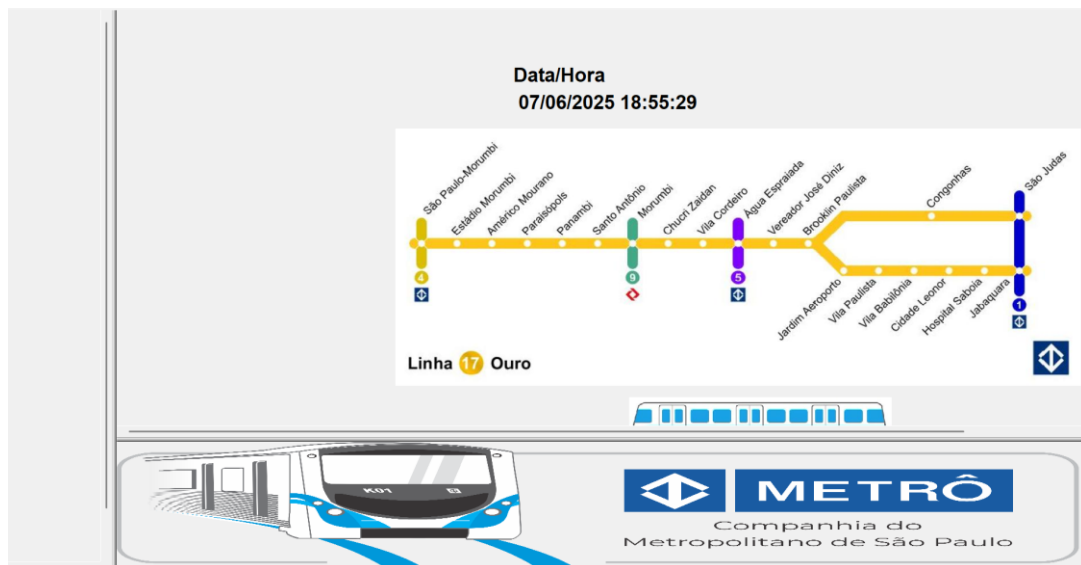 Data/Hora
07/06/2025 18:55:29
São Paulo-Morumbi
Estádio Morumbi
Américo Mourano
Paraisópols
Panambi
Santo Antônio
Morumbi
Chucri Zaidan
Vila Cordeiro
Água Espraiada
Vereador José Diniz
Brooklin Paulista
Congonhas
São Judas
Jardim Aeroporto
Vila Paulista
Vila Babilônia
Cidade Leonor
Hospital Saboia
Jabaquara
4
9
5
1
Linha 17 Ouro
K01
METRÔ
Companhia do
Metropolitano de São Paulo